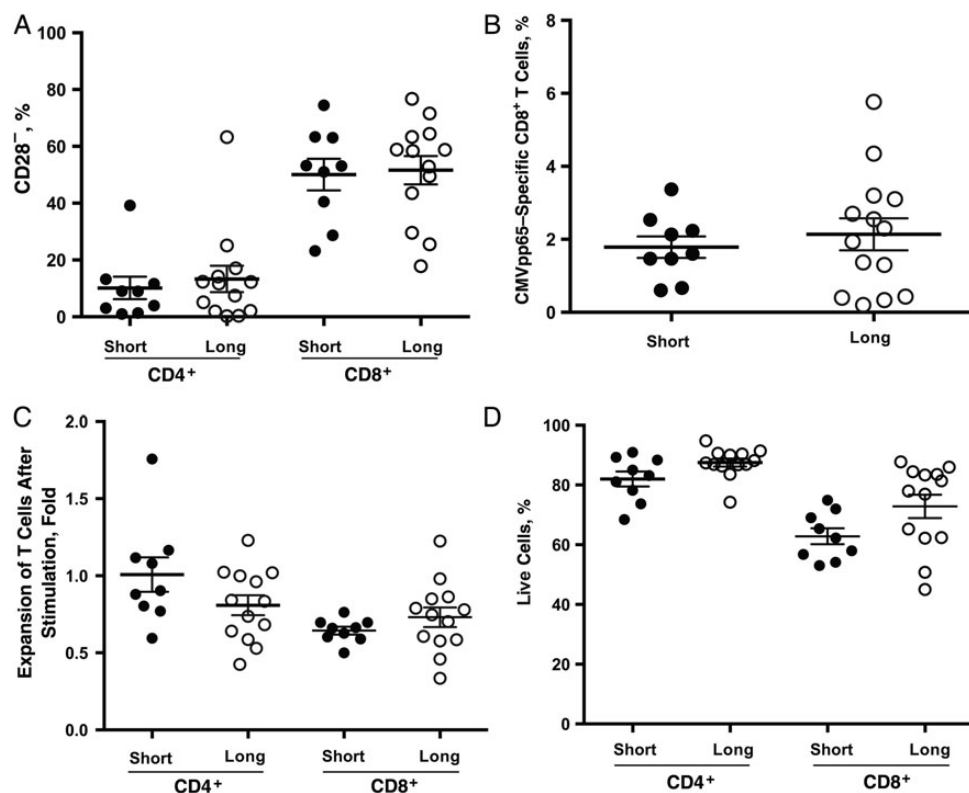 A
CD28⁻, %
100
80
60
40
20
0
Short Long Short Long
CD4⁺ CD8⁺
B
CMVpp65–Specific CD8⁺ T Cells, %
8
6
4
2
0
Short Long
C
Expansion of T Cells After
Stimulation, Fold
2.0
1.5
1.0
0.5
0.0
Short Long Short Long
CD4⁺ CD8⁺
D
Live Cells, %
100
80
60
40
20
0
Short Long Short Long
CD4⁺ CD8⁺